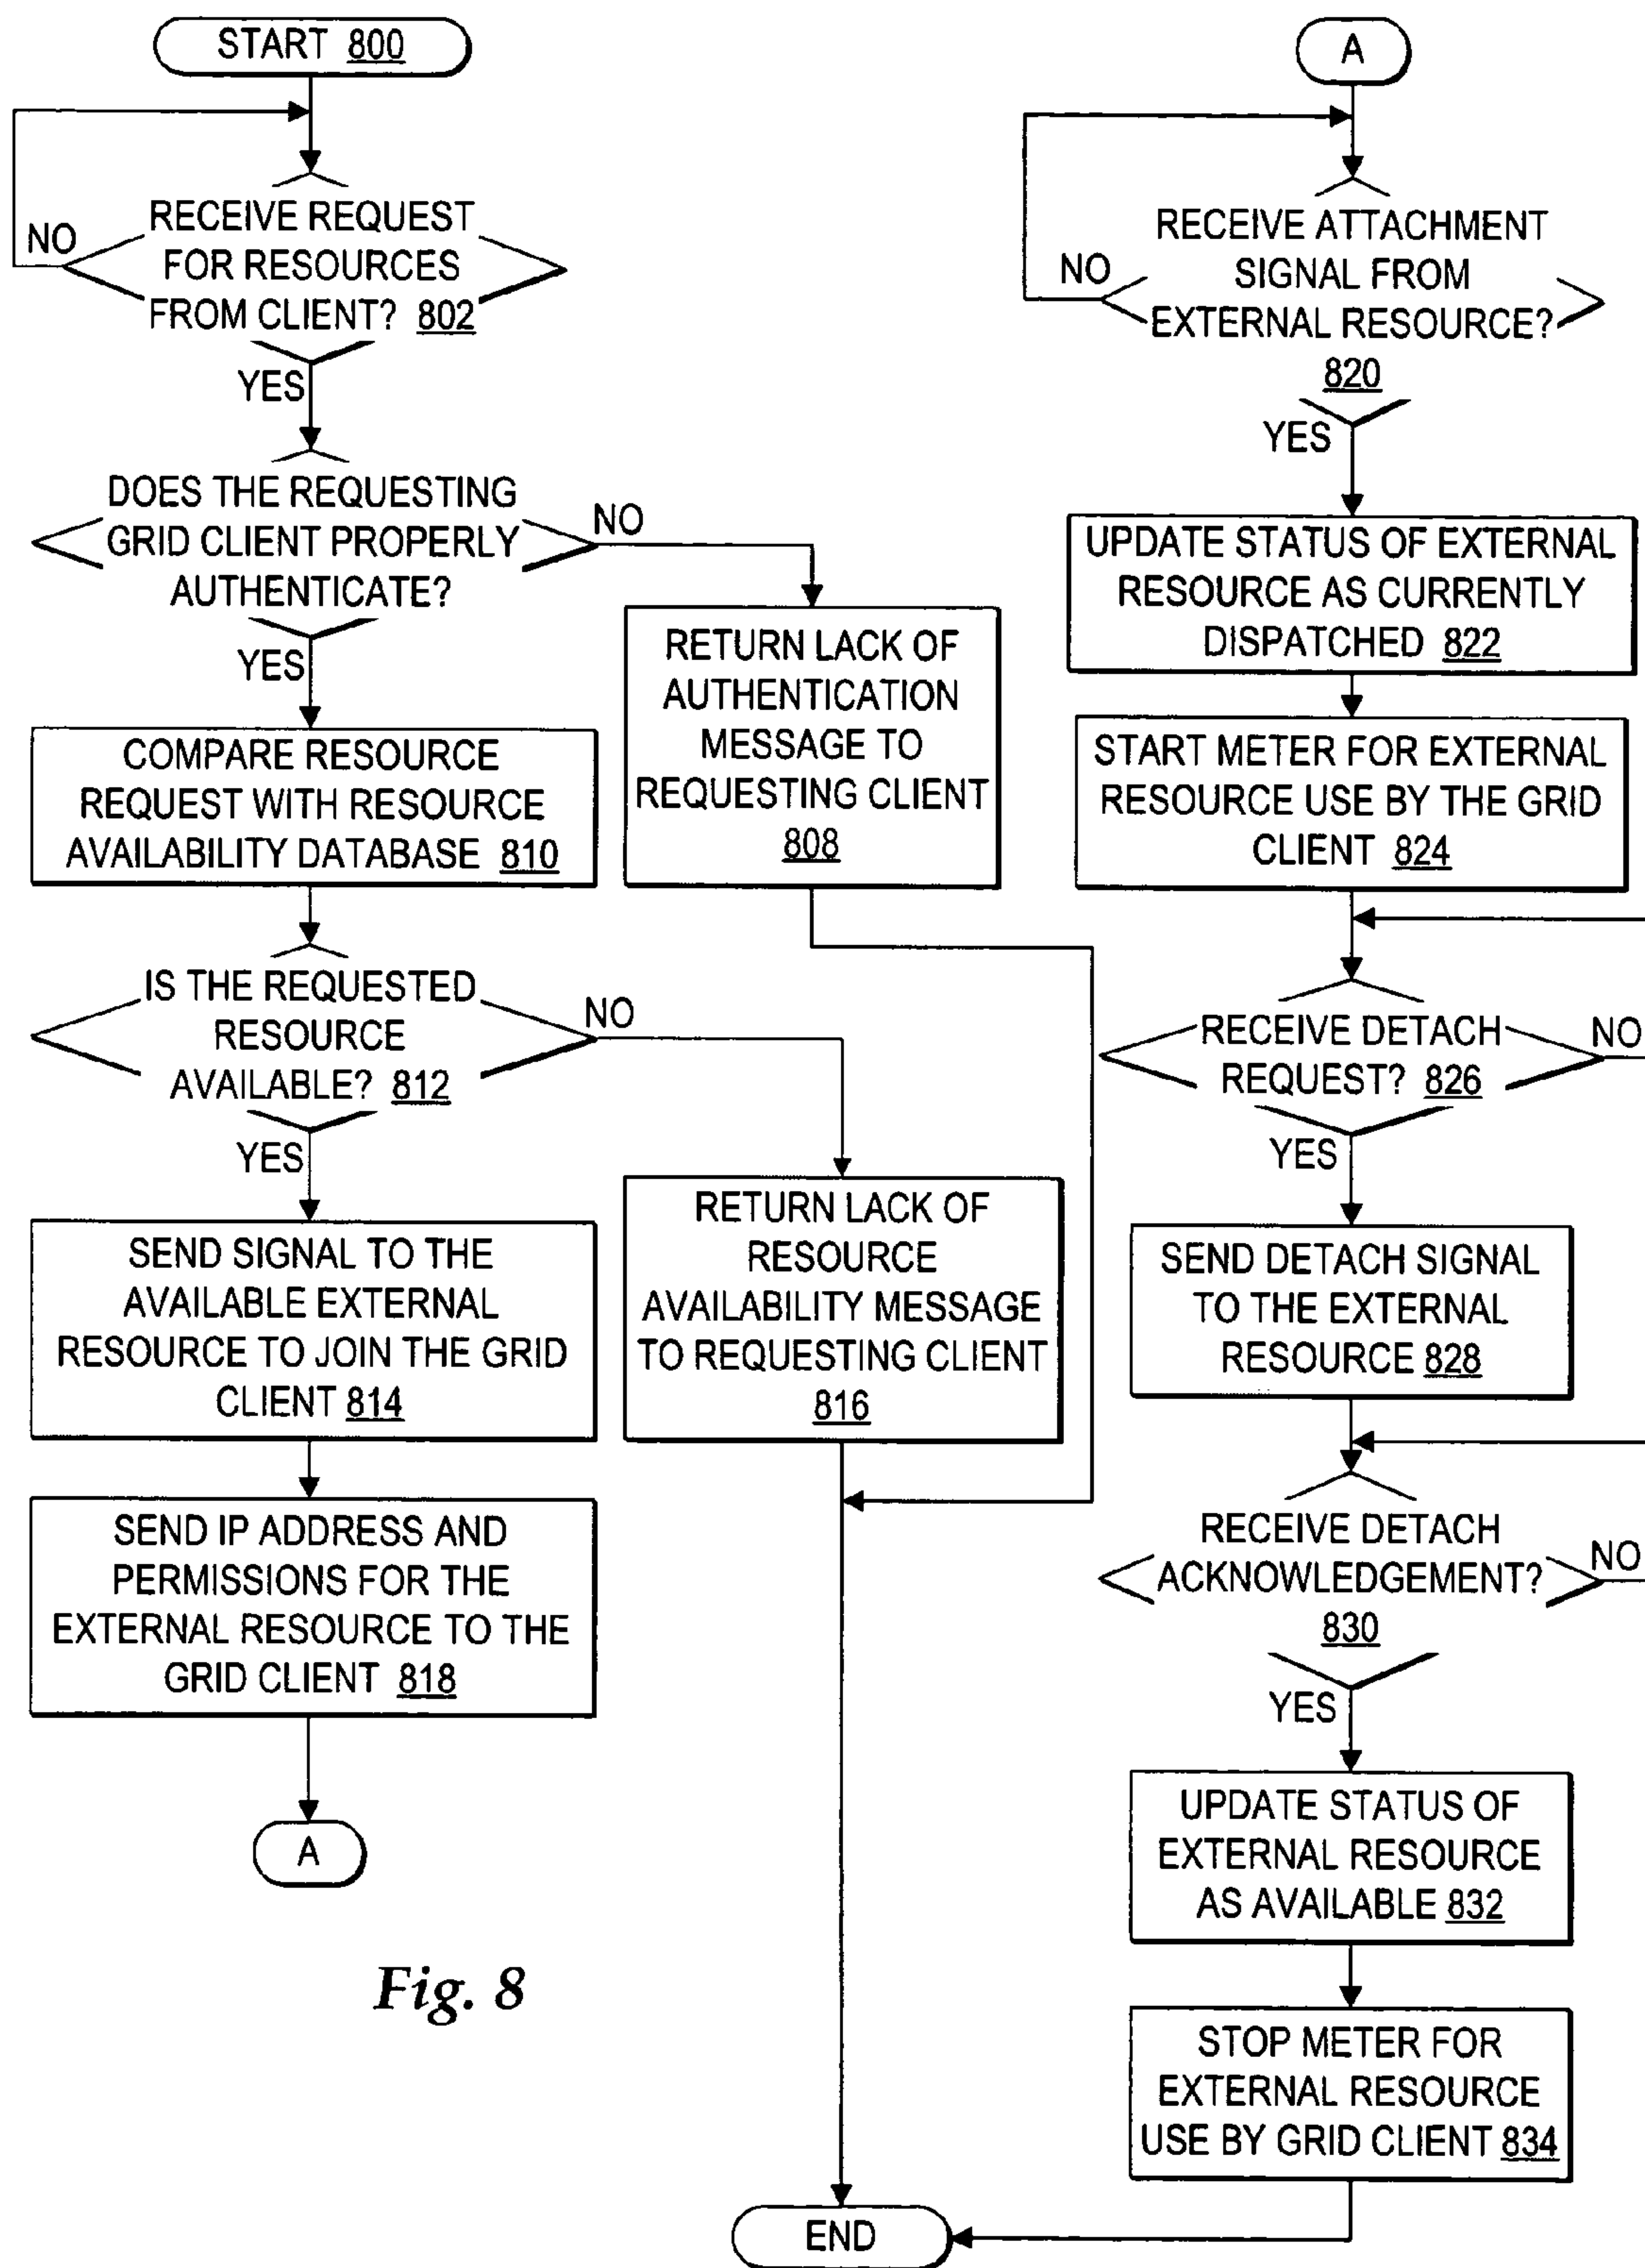 START 800
RECEIVE REQUEST
FOR RESOURCES
FROM CLIENT? 802
NO
YES
DOES THE REQUESTING
GRID CLIENT PROPERLY
AUTHENTICATE?
NO
YES
RETURN LACK OF
AUTHENTICATION
MESSAGE TO
REQUESTING CLIENT
808
COMPARE RESOURCE
REQUEST WITH RESOURCE
AVAILABILITY DATABASE 810
IS THE REQUESTED
RESOURCE
AVAILABLE? 812
NO
YES
RETURN LACK OF
RESOURCE
AVAILABILITY MESSAGE
TO REQUESTING CLIENT
816
SEND SIGNAL TO THE
AVAILABLE EXTERNAL
RESOURCE TO JOIN THE GRID
CLIENT 814
SEND IP ADDRESS AND
PERMISSIONS FOR THE
EXTERNAL RESOURCE TO THE
GRID CLIENT 818
A
Fig. 8
A
RECEIVE ATTACHMENT
SIGNAL FROM
EXTERNAL RESOURCE?
820
NO
YES
UPDATE STATUS OF EXTERNAL
RESOURCE AS CURRENTLY
DISPATCHED 822
START METER FOR EXTERNAL
RESOURCE USE BY THE GRID
CLIENT 824
RECEIVE DETACH
REQUEST? 826
NO
YES
SEND DETACH SIGNAL
TO THE EXTERNAL
RESOURCE 828
RECEIVE DETACH
ACKNOWLEDGEMENT?
830
NO
YES
UPDATE STATUS OF
EXTERNAL RESOURCE
AS AVAILABLE 832
STOP METER FOR
EXTERNAL RESOURCE
USE BY GRID CLIENT 834
END